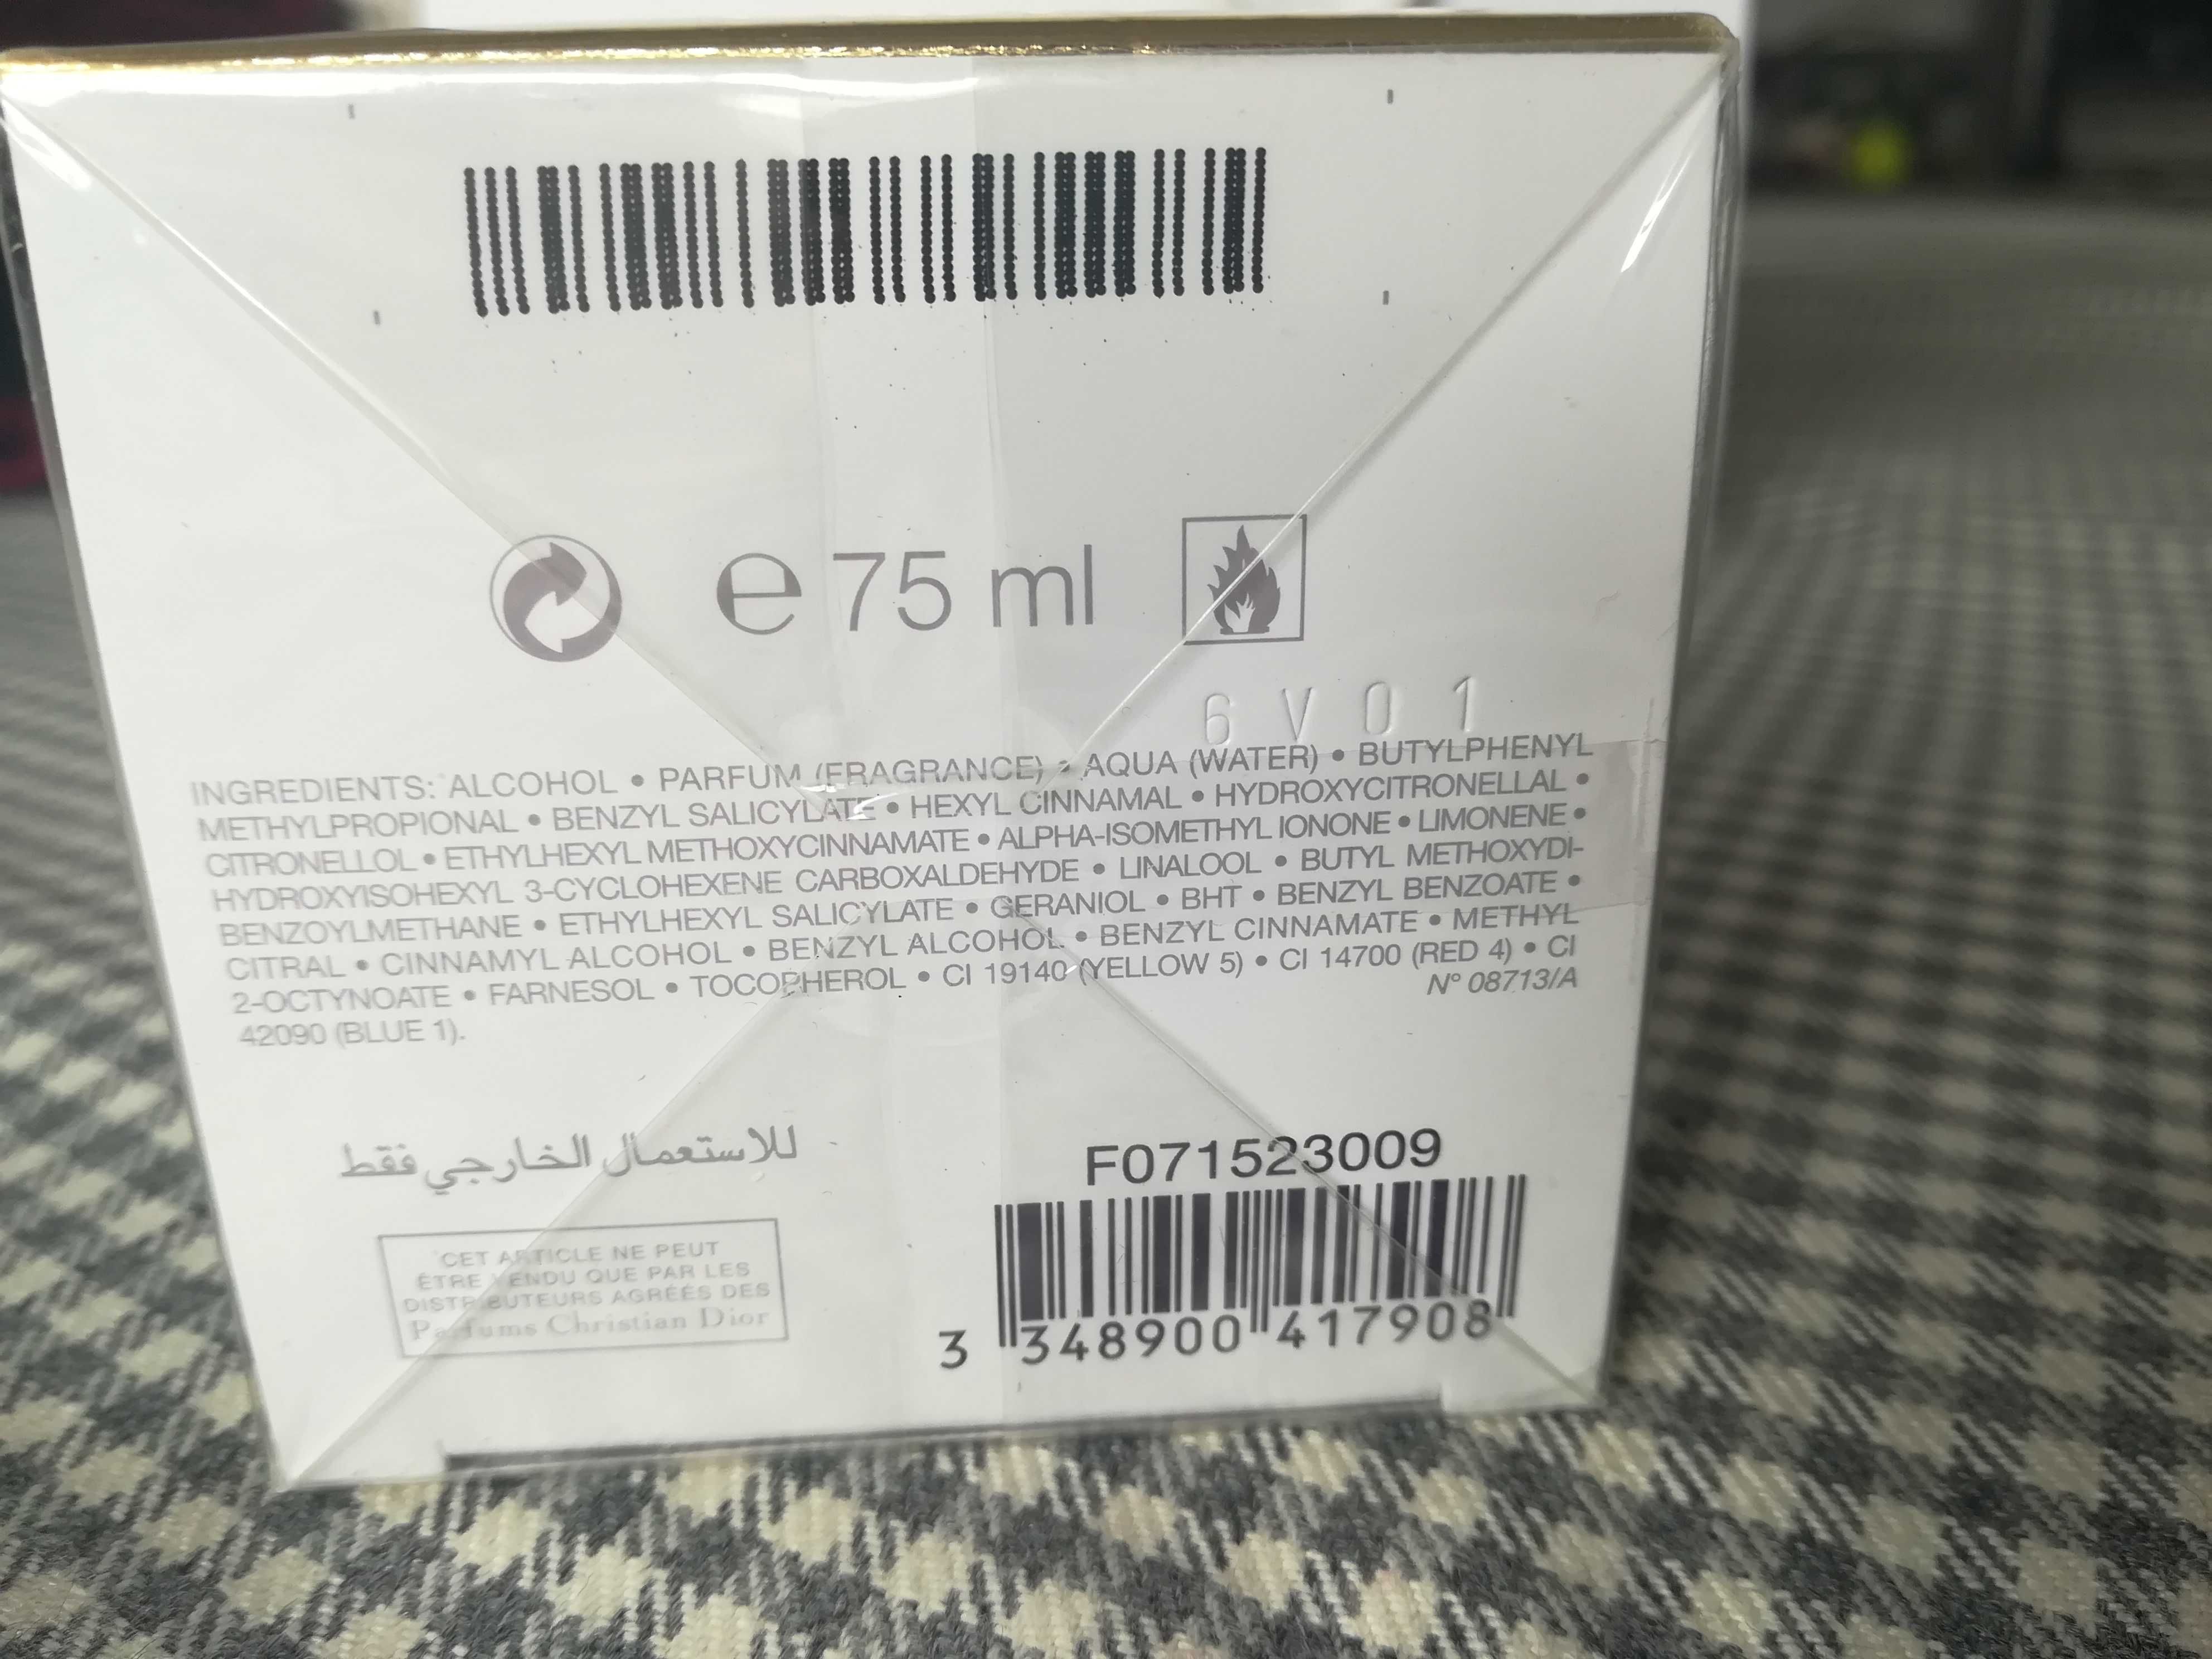 e 75 ml
6 V 0 1
INGREDIENTS: ALCOHOL • PARFUM (FRAGRANCE) • AQUA (WATER) • BUTYLPHENYL
METHYLPROPIONAL • BENZYL SALICYLATE • HEXYL CINNAMAL • HYDROXYCITRONELLAL •
CITRONELLOL • ETHYLHEXYL METHOXYCINNAMATE • ALPHA-ISOMETHYL IONONE • LIMONENE •
HYDROXYISOHEXYL 3-CYCLOHEXENE CARBOXALDEHYDE • LINALOOL • BUTYL METHOXYDI-
BENZOYLMETHANE • ETHYLHEXYL SALICYLATE • GERANIOL • BHT • BENZYL BENZOATE •
CITRAL • CINNAMYL ALCOHOL • BENZYL ALCOHOL • BENZYL CINNAMATE • METHYL
2-OCTYNOATE • FARNESOL • TOCOPHEROL • CI 19140 (YELLOW 5) • CI 14700 (RED 4) • CI
42090 (BLUE 1).
N° 08713/A
للاستعمال الخارجي فقط
CET ARTICLE NE PEUT
ÊTRE VENDU QUE PAR LES
DISTRIBUTEURS AGRÉÉS DES
Parfums Christian Dior
F071523009
3 348900 417908